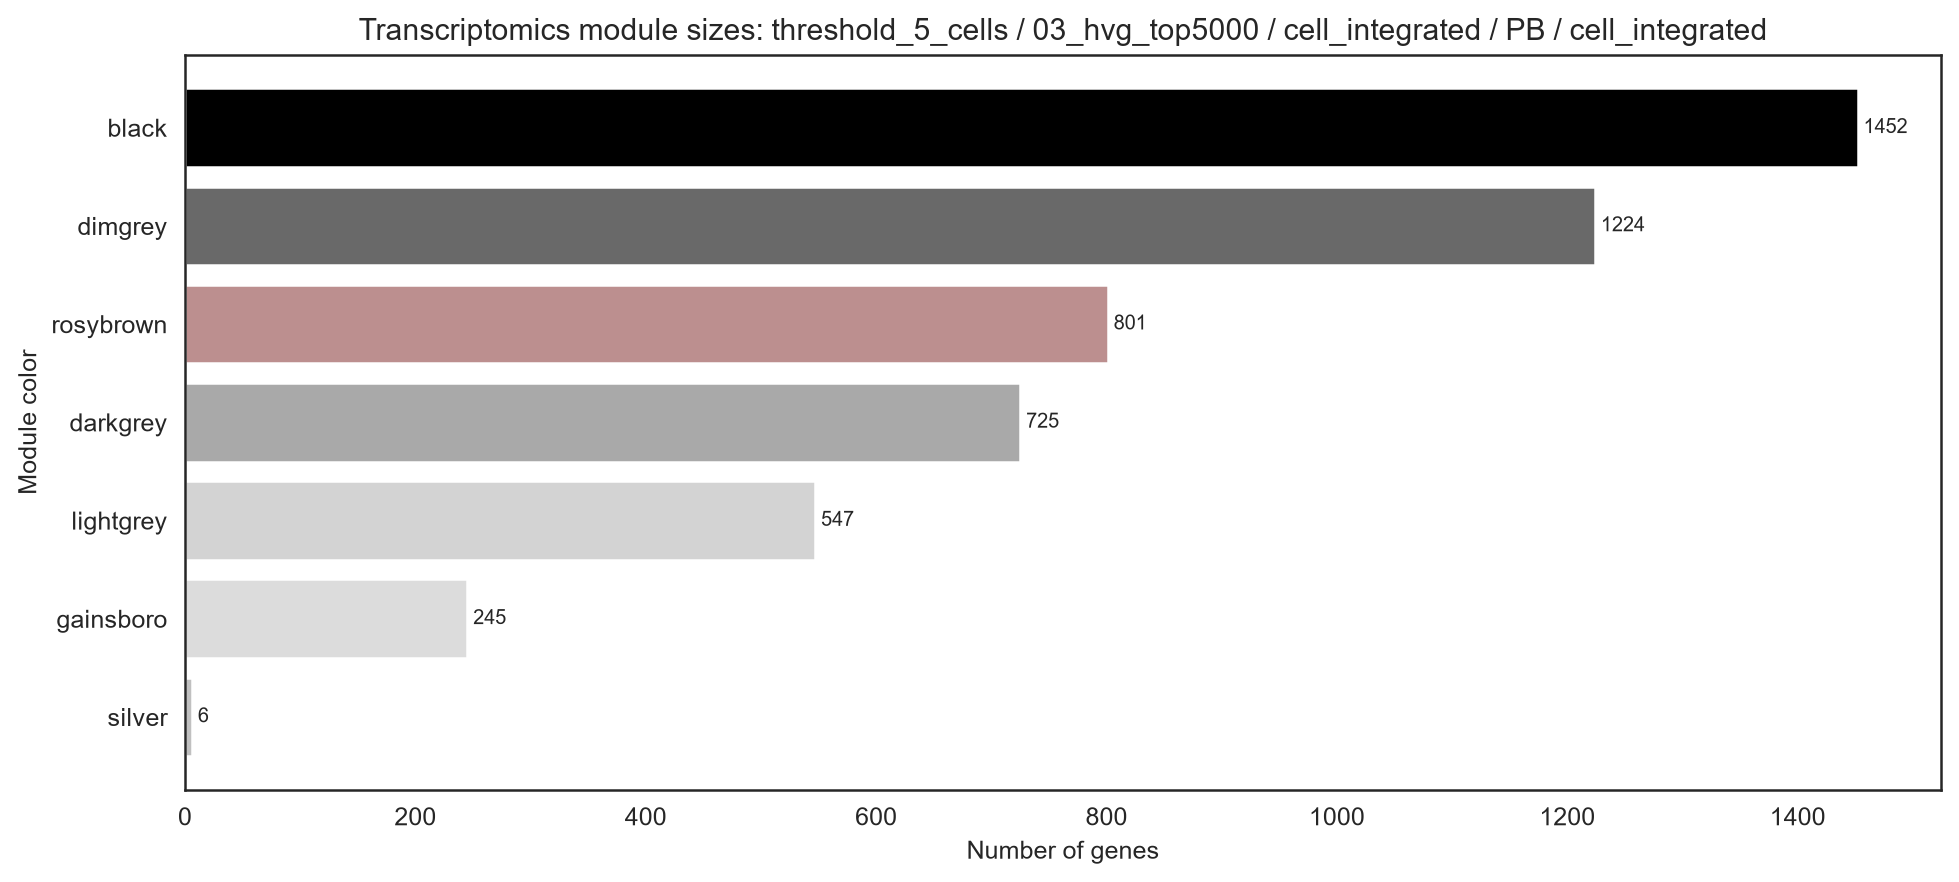 Transcriptomics module sizes: threshold_5_cells / 03_hvg_top5000 / cell_integrated / PB / cell_integrated
Module color
black
1452
dimgrey
1224
rosybrown
801
darkgrey
725
lightgrey
547
gainsboro
245
silver
6
0 200 400 600 800 1000 1200 1400
Number of genes